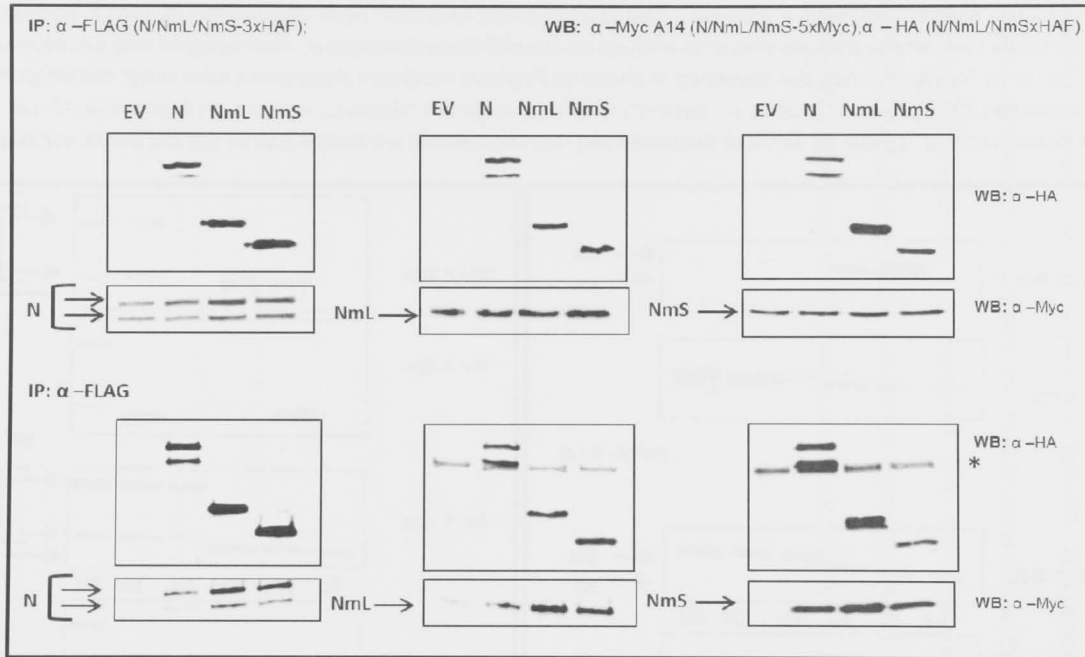 IP: α –FLAG (N/NmL/NmS-3xHAF); WB: α –Myc A14 (N/NmL/NmS-5xMyc),α – HA (N/NmL/NmSxHAF)
EV N NmL NmS EV N NmL NmS EV N NmL NmS
WB: α –HA
N NmL NmS WB: α –Myc
IP: α –FLAG
WB: α –HA
*
N NmL NmS WB: α –Myc